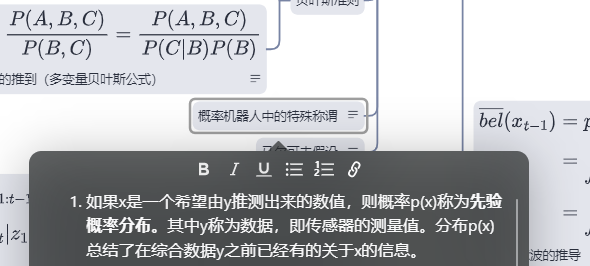 贝叶斯准则
P(A, B, C) / P(B, C) = P(A, B, C) / P(C|B)P(B)
的推到（多变量贝叶斯公式）
概率机器人中的特殊称谓
bel(x_{t−1}) = p
=
=
B I U
1:t−1
t|z1
1. 如果x是一个希望由y推测出来的数值，则概率p(x)称为先验
概率分布。其中y称为数据，即传感器的测量值。分布p(x)
总结了在综合数据y之前已经有的关于x的信息。
波的推导